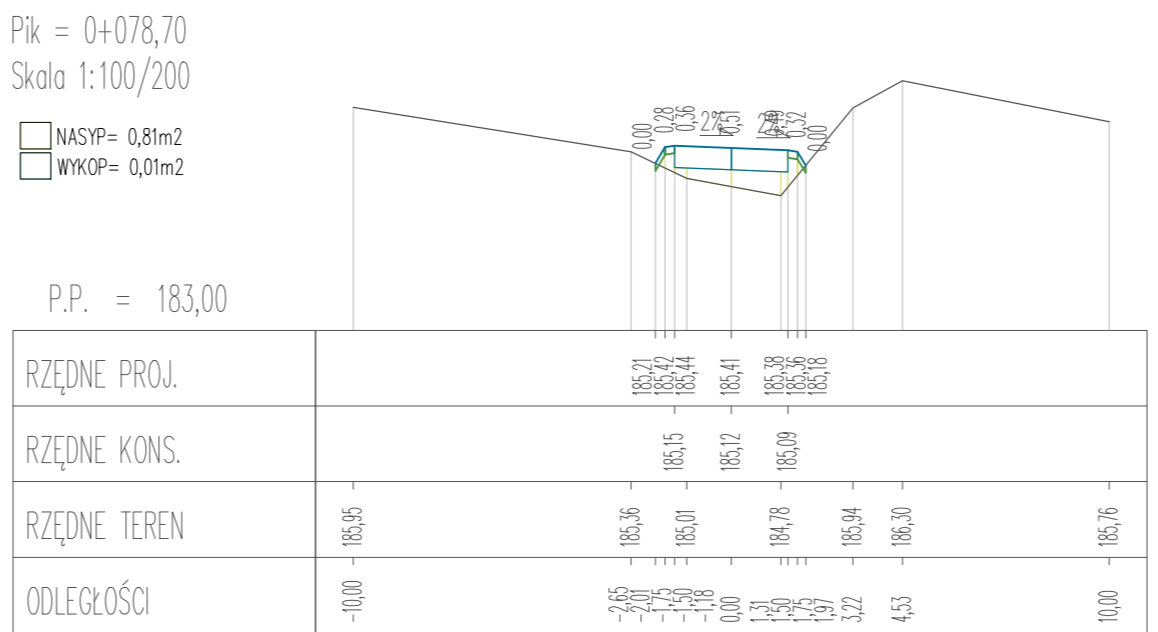 Pik = 0+078,70
Skala 1:100/200
NASYP= 0,81m2
WYKOP= 0,01m2
0,00 0,28 0,36 2% 0,51 2% 0,32 0,00
P.P. = 183,00
RZĘDNE PROJ. 185,21 185,42 185,44 185,41 185,38 185,36 185,18
RZĘDNE KONS. 185,15 185,12 185,09
RZĘDNE TEREN 185,95 185,36 185,01 184,78 185,94 186,30 185,76
ODLEGŁOŚCI -10,00 -2,65 -2,01 -1,75 -1,50 -1,18 0,00 1,31 1,50 1,75 1,97 3,22 4,53 10,00